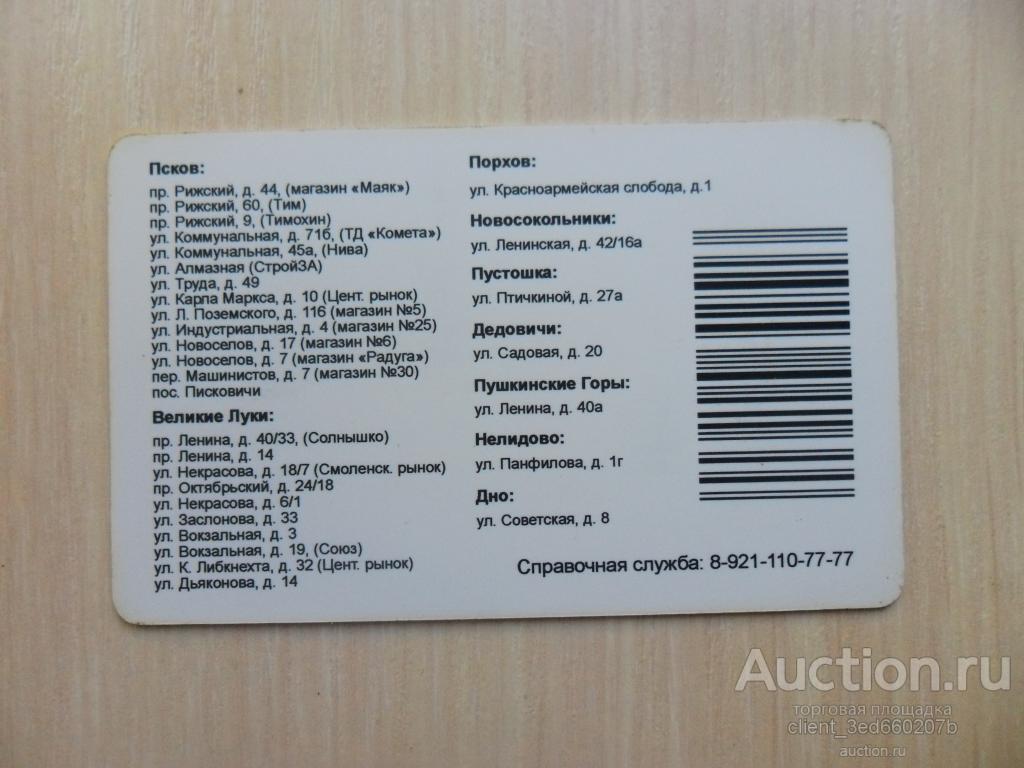 Псков:
пр. Рижский, д. 44, (магазин «Маяк»)
пр. Рижский, 60, (Тим)
пр. Рижский, 9, (Тимохин)
ул. Коммунальная, д. 71б, (ТД «Комета»)
ул. Коммунальная, 45а, (Нива)
ул. Алмазная (Строй3А)
ул. Труда, д. 49
ул. Карла Маркса, д. 10 (Цент. рынок)
ул. Л. Поземского, д. 116 (магазин №5)
ул. Индустриальная, д. 4 (магазин №25)
ул. Новоселов, д. 17 (магазин №6)
ул. Новоселов, д. 7 (магазин «Радуга»)
пер. Машинистов, д. 7 (магазин №30)
пос. Писковичи
Великие Луки:
пр. Ленина, д. 40/33, (Солнышко)
пр. Ленина, д. 14
ул. Некрасова, д. 18/7 (Смоленск. рынок)
пр. Октябрьский, д. 24/18
ул. Некрасова, д. 6/1
ул. Заслонова, д. 33
ул. Вокзальная, д. 3
ул. Вокзальная, д. 19, (Союз)
ул. К. Либкнехта, д. 32 (Цент. рынок)
ул. Дьяконова, д. 14
Порхов:
ул. Красноармейская слобода, д.1
Новосокольники:
ул. Ленинская, д. 42/16а
Пустошка:
ул. Птичкиной, д. 27а
Дедовичи:
ул. Садовая, д. 20
Пушкинские Горы:
ул. Ленина, д. 40а
Нелидово:
ул. Панфилова, д. 1г
Дно:
ул. Советская, д. 8
Справочная служба: 8-921-110-77-77
Auction.ru
торговая площадка
client_3ed660207b
auction.ru